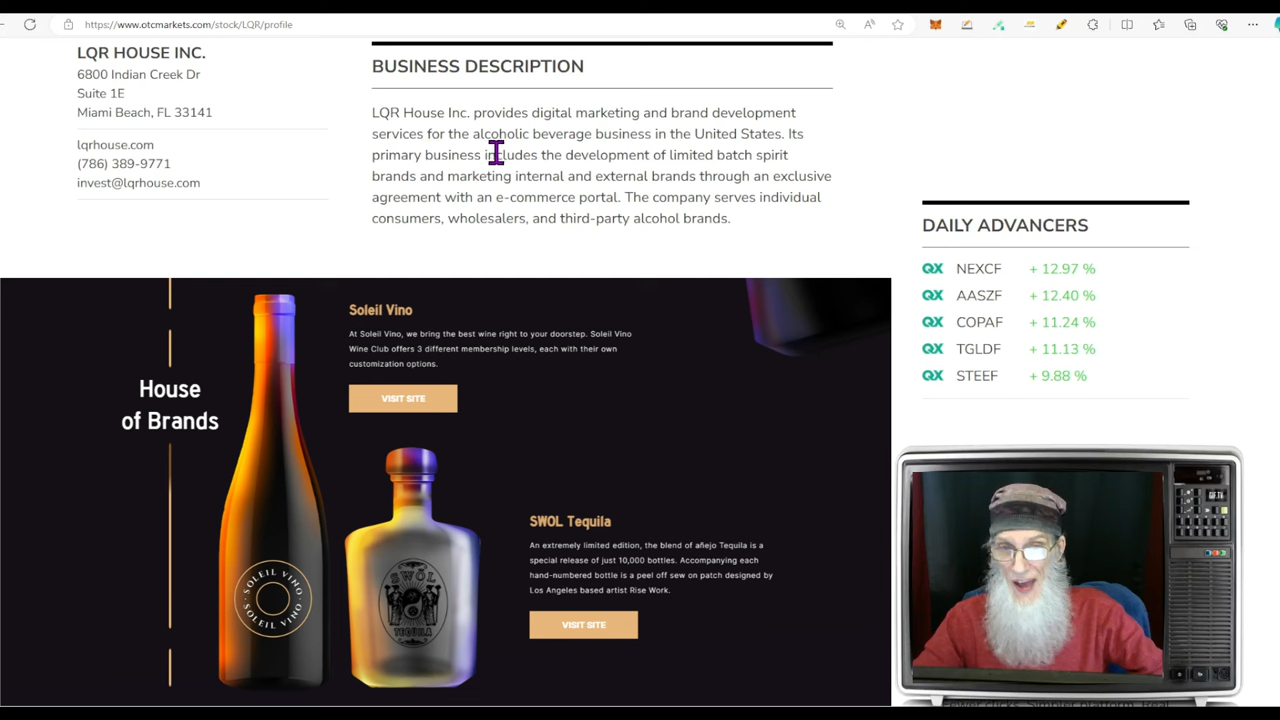 https://www.otcmarkets.com/stock/LQR/profile
LQR HOUSE INC.
6800 Indian Creek Dr
Suite 1E
Miami Beach, FL 33141
lqrhouse.com
(786) 389-9771
invest@lqrhouse.com
BUSINESS DESCRIPTION
LQR House Inc. provides digital marketing and brand development
services for the alcoholic beverage business in the United States. Its
primary business includes the development of limited batch spirit
brands and marketing internal and external brands through an exclusive
agreement with an e-commerce portal. The company serves individual
consumers, wholesalers, and third-party alcohol brands.
DAILY ADVANCERS
QX NEXCF + 12.97 %
QX AASZF + 12.40 %
QX COPAF + 11.24 %
QX TGLDF + 11.13 %
QX STEEF + 9.88 %
House
of Brands
Soleil Vino
At Soleil Vino, we bring the best wine right to your doorstep. Soleil Vino
Wine Club offers 3 different membership levels, each with their own
customization options.
VISIT SITE
SWOL Tequila
An extremely limited edition, the blend of añejo Tequila is a
special release of just 10,000 bottles. Accompanying each
hand-numbered bottle is a peel off sew on patch designed by
Los Angeles based artist Rise Work.
VISIT SITE
SOLEIL VINO
SOLEIL VINO
SWOL
TEQUILA